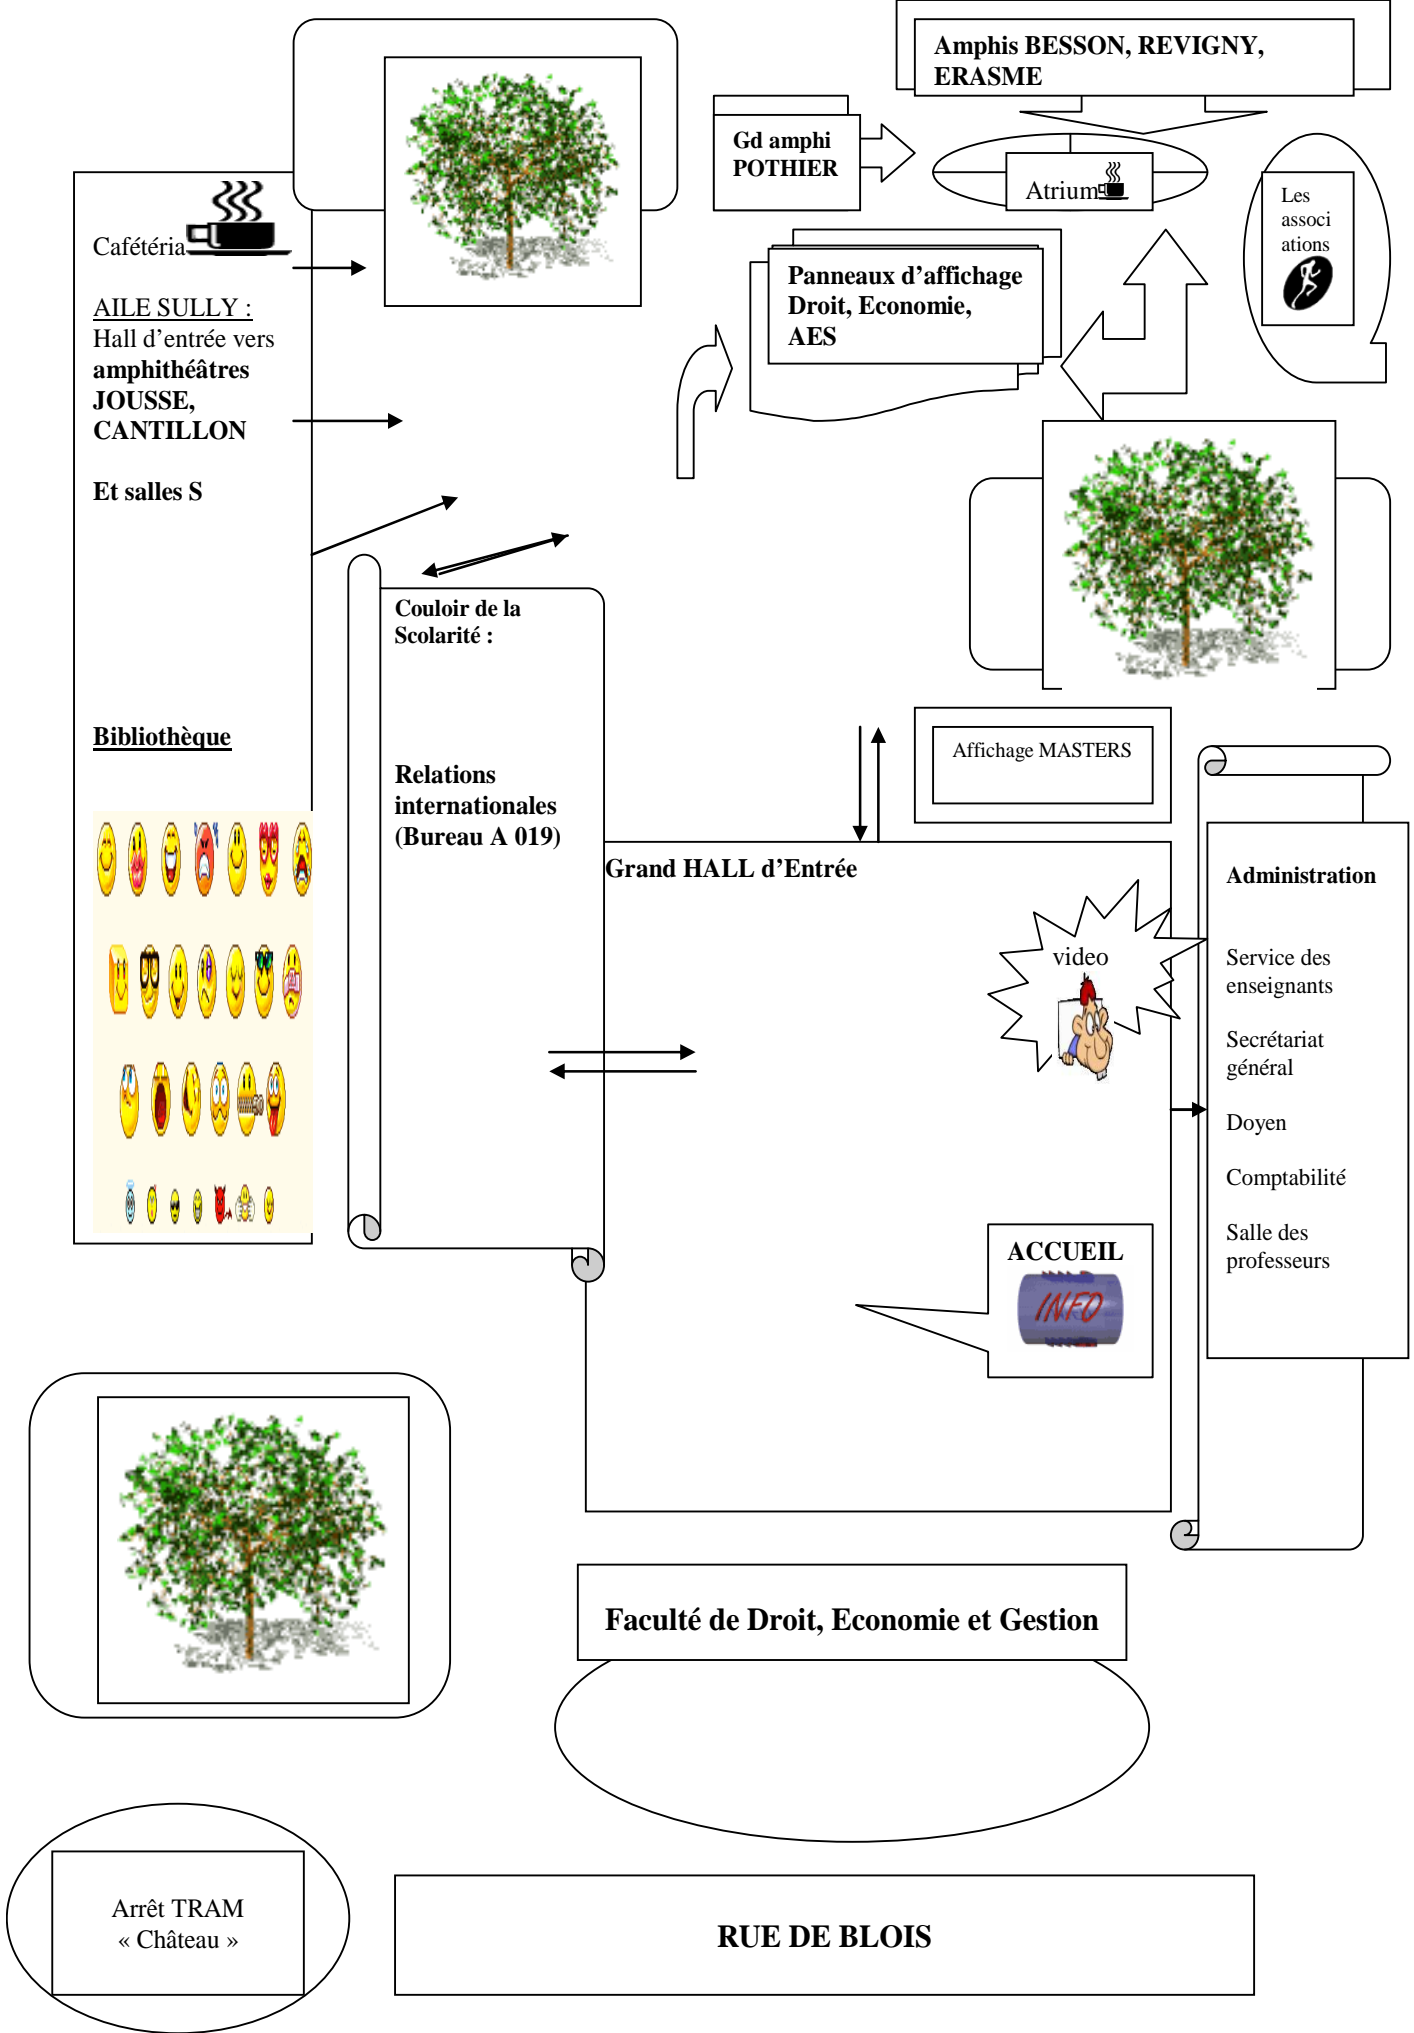 Amphis BESSON, REVIGNY,
ERASME
Gd amphi
POTHIER
Atrium
Les
associ
ations
Cafétéria
AILE SULLY :
Hall d'entrée vers
amphithéâtres
JOUSSE,
CANTILLON
Et salles S
Panneaux d'affichage
Droit, Economie,
AES
Couloir de la
Scolarité :
Bibliothèque
Relations
internationales
(Bureau A 019)
Affichage MASTERS
Grand HALL d'Entrée
video
Administration
Service des
enseignants
Secrétariat
général
Doyen
Comptabilité
Salle des
professeurs
ACCUEIL
INFO
Faculté de Droit, Economie et Gestion
Arrêt TRAM
« Château »
RUE DE BLOIS